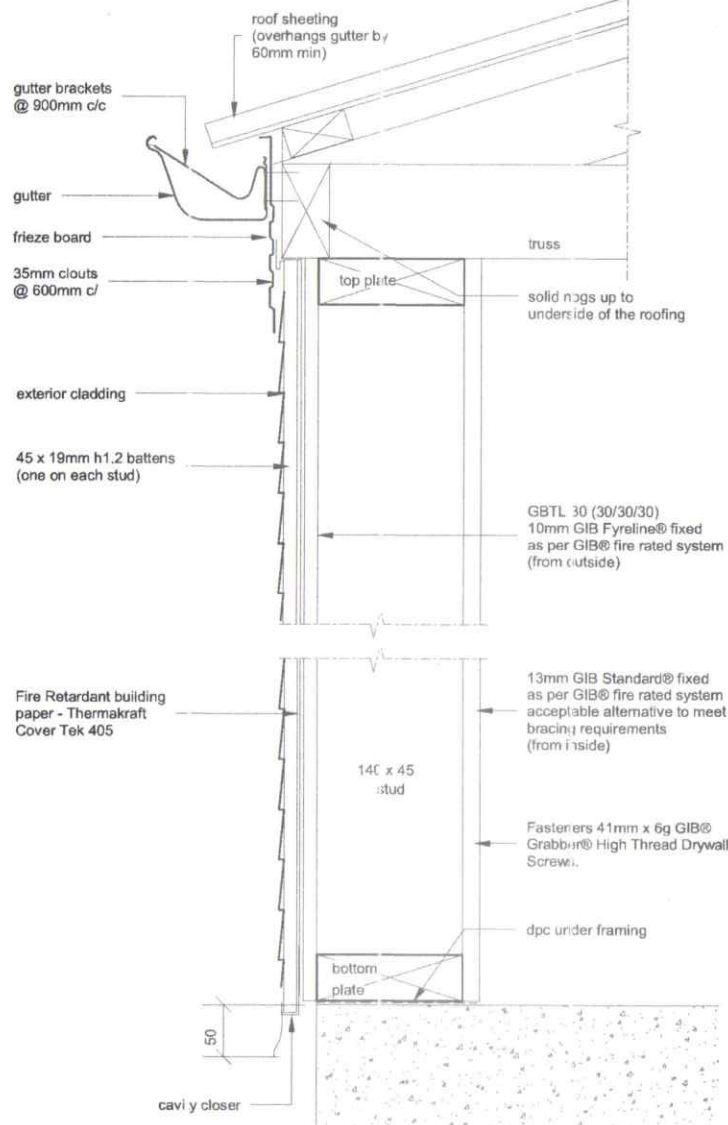 roof sheeting
(overhangs gutter by
60mm min)
gutter brackets
@ 900mm c/c
gutter
frieze board
35mm clouts
@ 600mm c/
truss
top plate
solid nogs up to
underside of the roofing
exterior cladding
45 x 19mm h1.2 battens
(one on each stud)
GBTL 30 (30/30/30)
10mm GIB Fyreline® fixed
as per GIB® fire rated system
(from outside)
Fire Retardant building
paper - Thermakraft
Cover Tek 405
13mm GIB Standard® fixed
as per GIB® fire rated system
acceptable alternative to meet
bracing requirements
(from inside)
140 x 45
stud
Fasteners 41mm x 6g GIB®
Grabber® High Thread Drywall
Screws.
dpc under framing
bottom
plate
50
cavi y closer